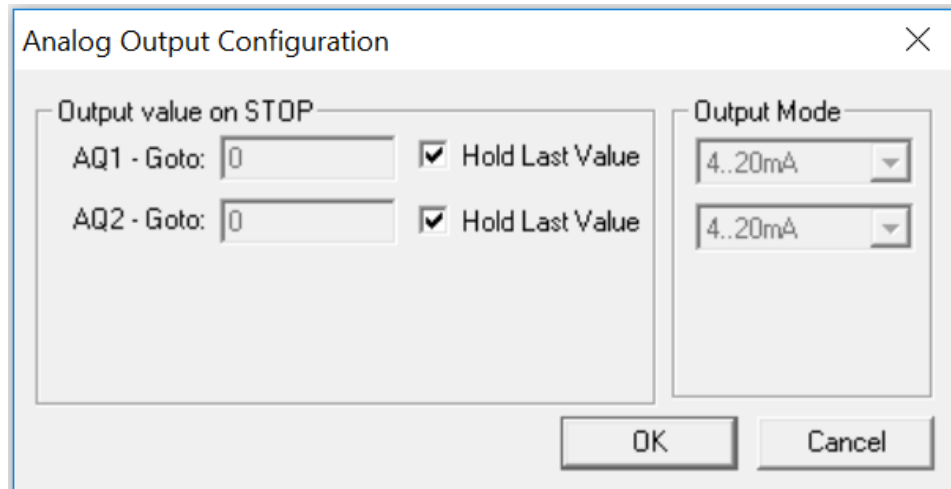 Analog Output Configuration
Output value on STOP
AQ1 - Goto: 0 Hold Last Value
AQ2 - Goto: 0 Hold Last Value
Output Mode
4..20mA
4..20mA
OK Cancel